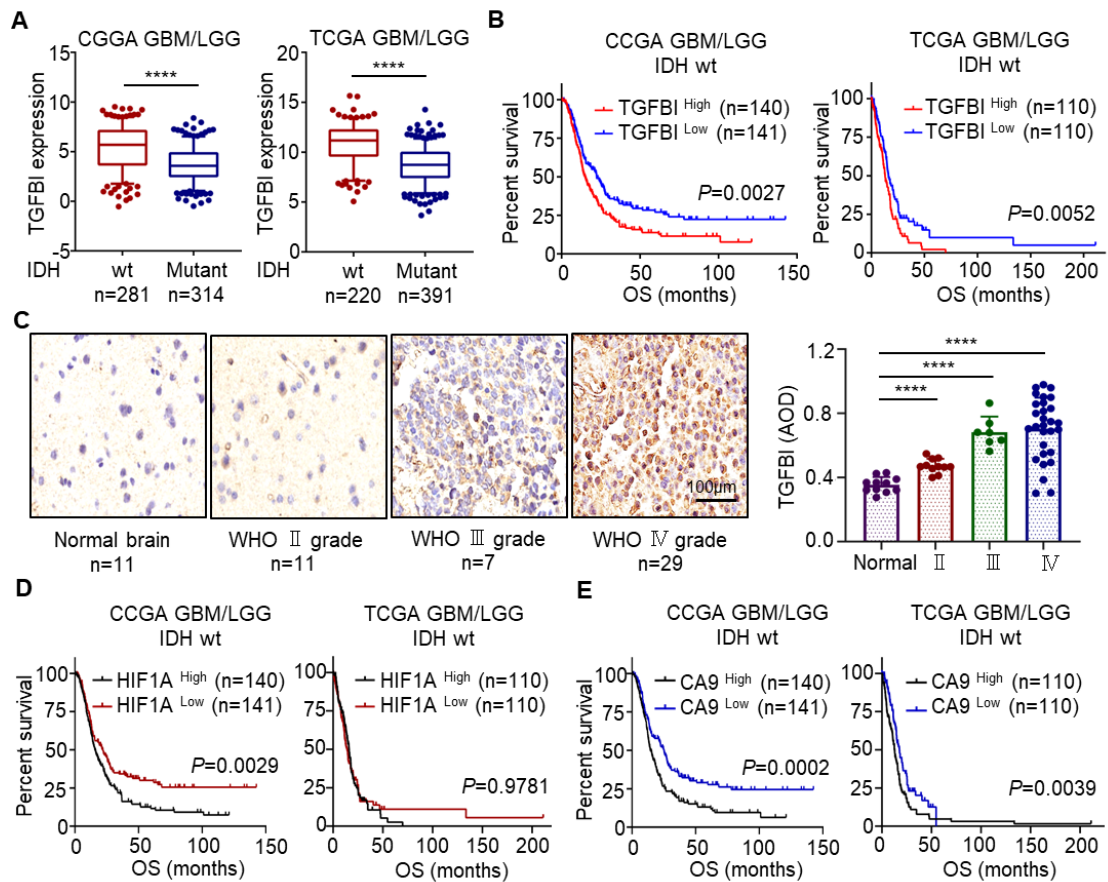 A
CGGA GBM/LGG
TGFBI expression
15
10
5
0
-5
****
IDH
wt
Mutant
n=281
n=314
TCGA GBM/LGG
TGFBI expression
20
15
10
5
0
****
IDH
wt
Mutant
n=220
n=391
B
CCGA GBM/LGG
IDH wt
Percent survival
100
75
50
25
0
TGFBI High (n=140)
TGFBI Low (n=141)
P=0.0027
0
50
100
150
OS (months)
TCGA GBM/LGG
IDH wt
Percent survival
100
75
50
25
0
TGFBI High (n=110)
TGFBI Low (n=110)
P=0.0052
0
50
100
150
200
OS (months)
C
100μm
Normal brain
n=11
WHO Ⅱ grade
n=11
WHO Ⅲ grade
n=7
WHO Ⅳ grade
n=29
TGFBI (AOD)
1.2
0.8
0.4
0.0
****
****
****
Normal
Ⅱ
Ⅲ
Ⅳ
D
CCGA GBM/LGG
IDH wt
Percent survival
100
75
50
25
0
HIF1A High (n=140)
HIF1A Low (n=141)
P=0.0029
0
50
100
150
OS (months)
TCGA GBM/LGG
IDH wt
Percent survival
100
75
50
25
0
HIF1A High (n=110)
HIF1A Low (n=110)
P=0.9781
0
50
100
150
200
OS (months)
E
CCGA GBM/LGG
IDH wt
Percent survival
100
75
50
25
0
CA9 High (n=140)
CA9 Low (n=141)
P=0.0002
0
50
100
150
OS (months)
TCGA GBM/LGG
IDH wt
Percent survival
100
75
50
25
0
CA9 High (n=110)
CA9 Low (n=110)
P=0.0039
0
50
100
150
200
OS (months)